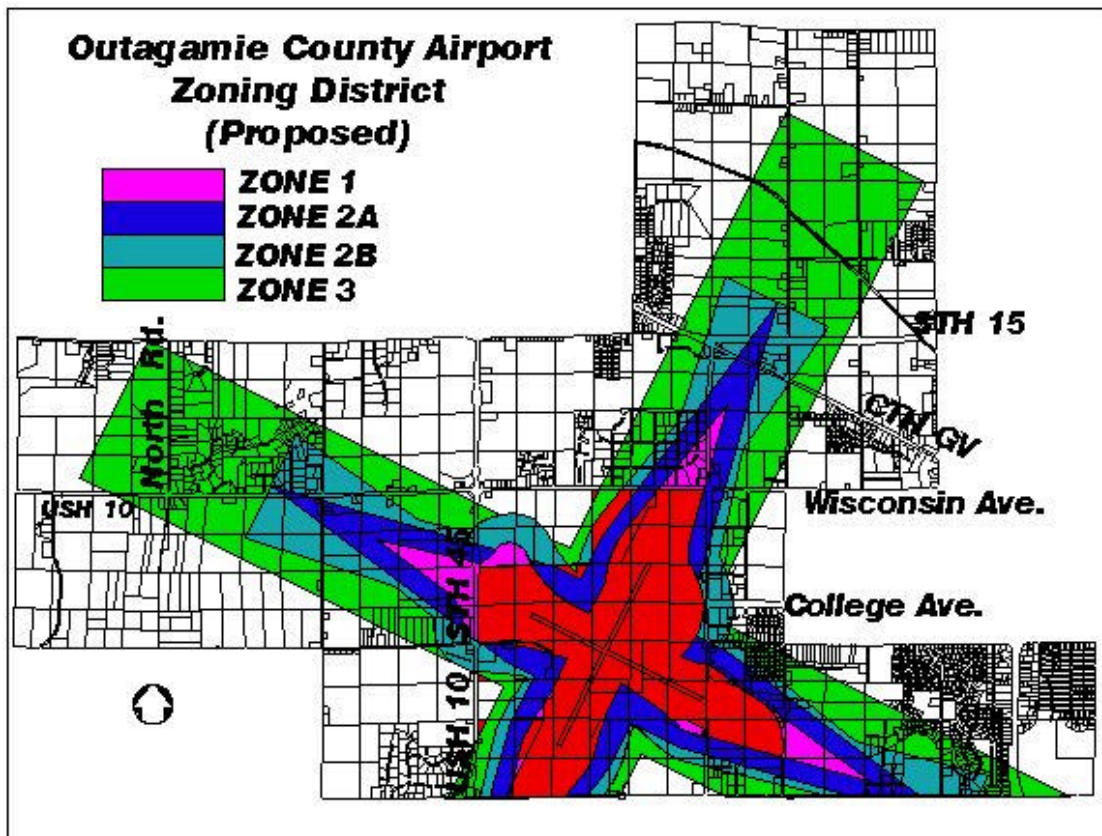 Outagamie County Airport
Zoning District
(Proposed)
ZONE 1
ZONE 2A
ZONE 2B
ZONE 3
STH 15
North Rd.
CTH GV
USH 10
Wisconsin Ave.
STH 45
College Ave.
USH 10